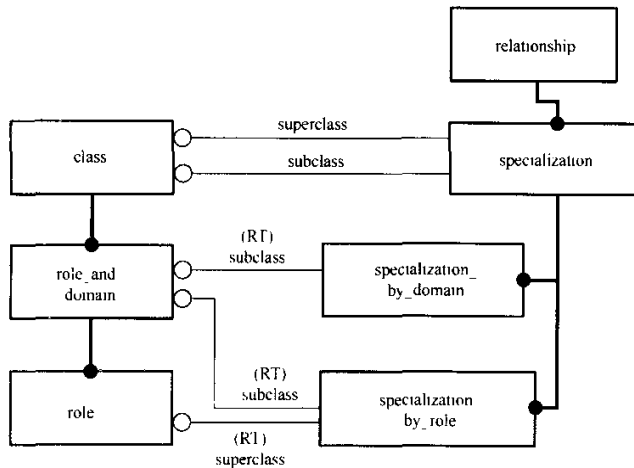 relationship
superclass
class
subclass
specialization
(RT)
subclass
role_and
domain
specialization_
by_domain
(RT)
subclass
role
specialization
by_role
(RT)
superclass